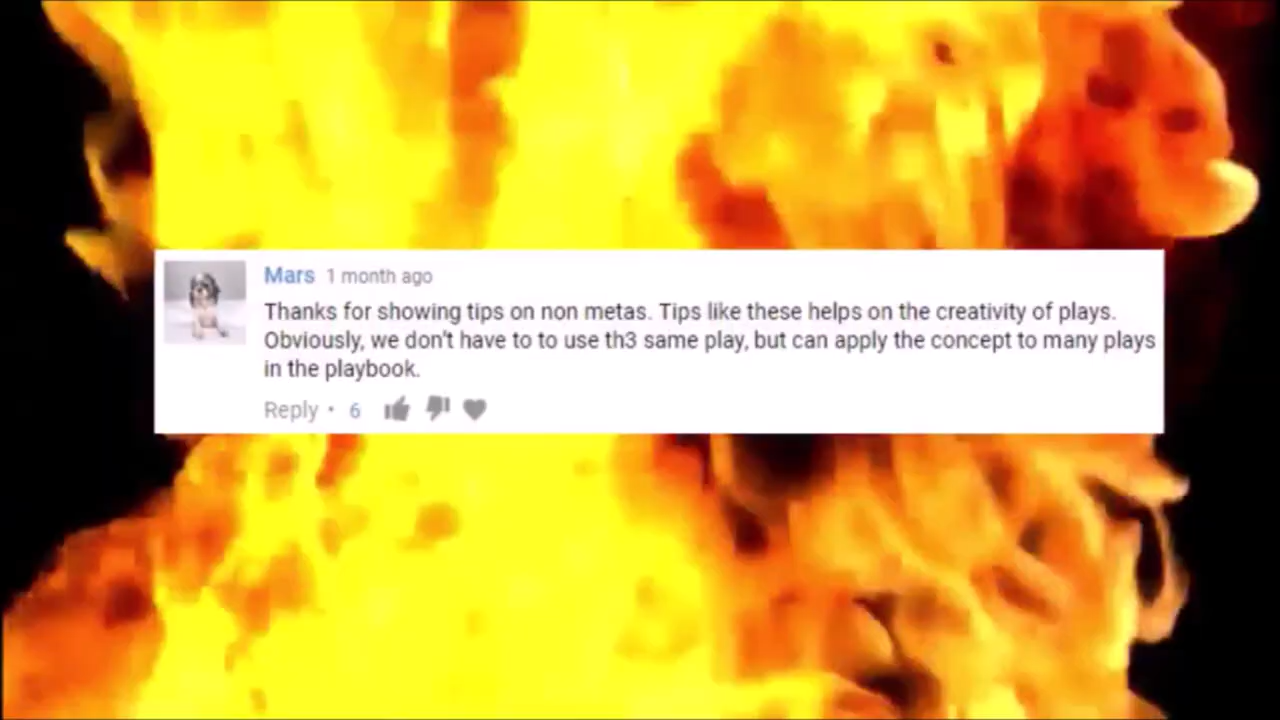 Mars 1 month ago
Thanks for showing tips on non metas. Tips like these helps on the creativity of plays.
Obviously, we don't have to to use th3 same play, but can apply the concept to many plays
in the playbook.
Reply • 6